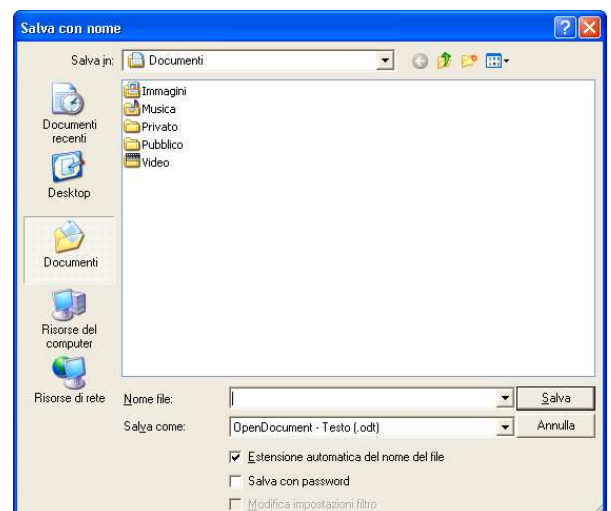 Salva con nome
Salva in:
Documenti
Documenti
recenti
Desktop
Documenti
Risorse del
computer
Risorse di rete
Immagini
Musica
Privato
Pubblico
Video
Nome file:
Salva
Salva come:
OpenDocument - Testo (.odt)
Annulla
Estensione automatica del nome del file
Salva con password
Modifica impostazioni filtro